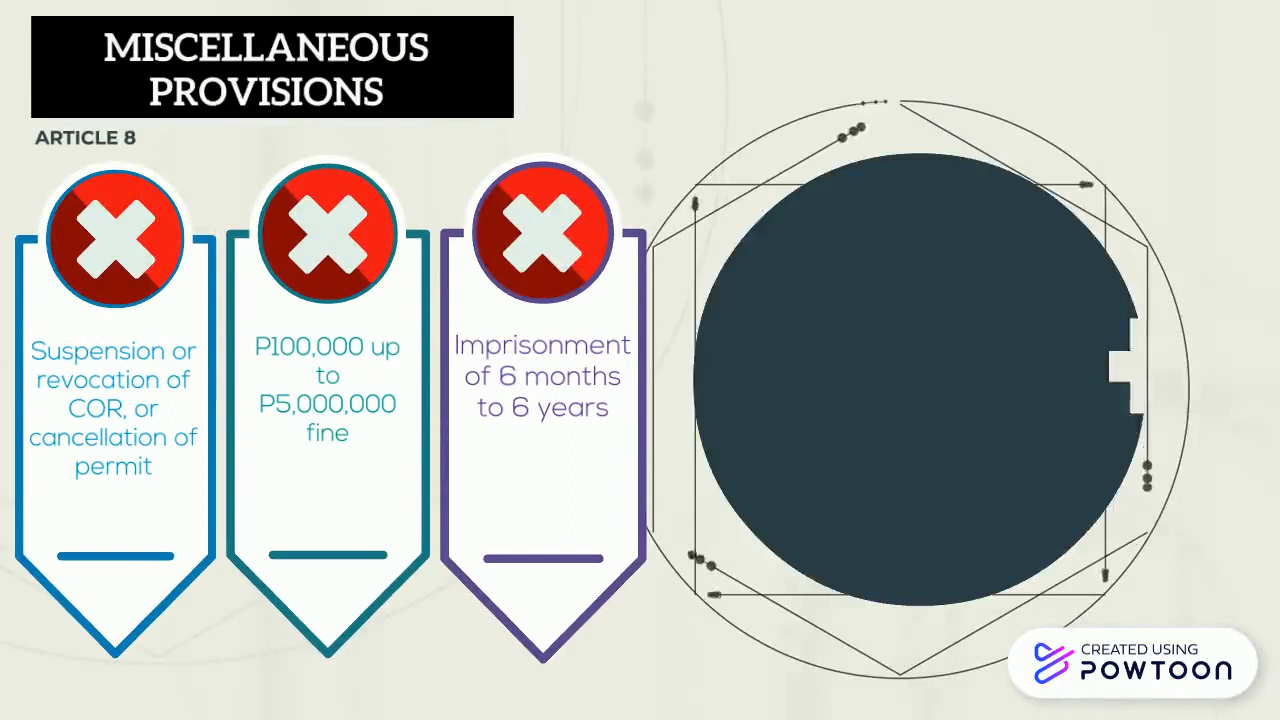 MISCELLANEOUS
PROVISIONS
ARTICLE 8
Suspension or
revocation of
COR, or
cancellation of
permit
P100,000 up
to
P5,000,000
fine
Imprisonment
of 6 months
to 6 years
CREATED USING
POWTOON